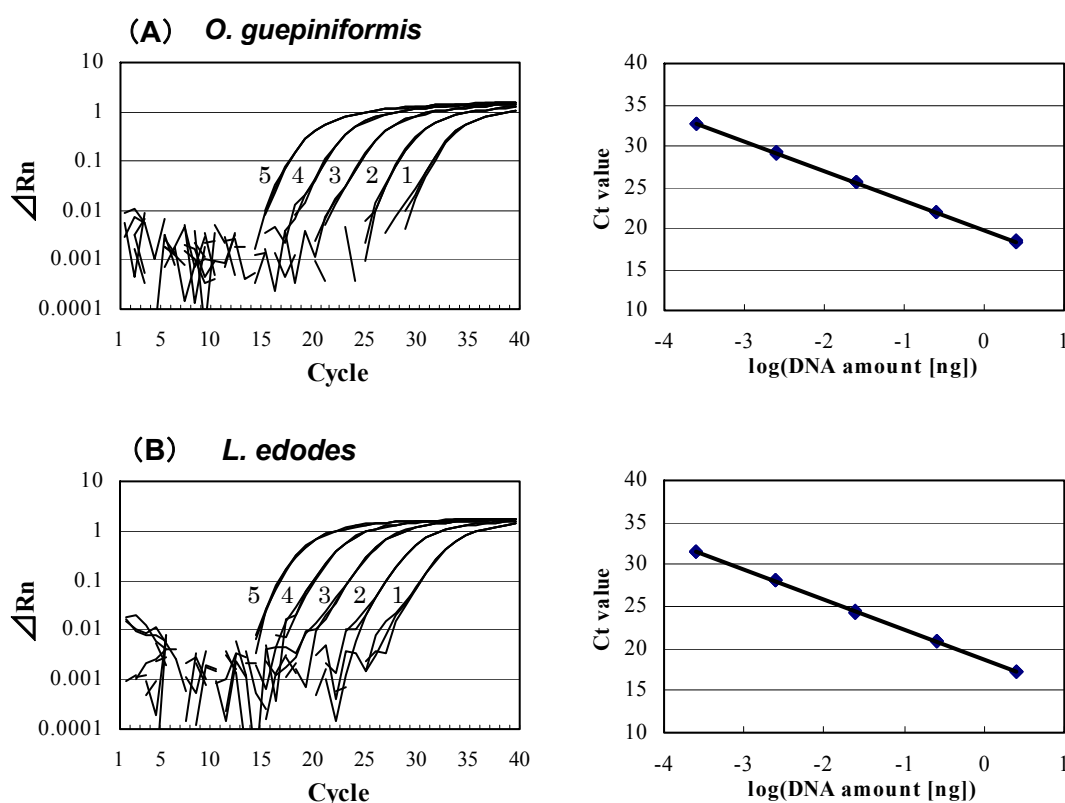 (A) O. guepiniformis
10
1
0.1
0.01
0.001
0.0001
⊿Rn
5 4 3 2 1
1 5 10 15 20 25 30 35 40
Cycle
40
35
30
25
20
15
10
Ct value
-4 -3 -2 -1 0 1
log(DNA amount [ng])
(B) L. edodes
10
1
0.1
0.01
0.001
0.0001
⊿Rn
5 4 3 2 1
1 5 10 15 20 25 30 35 40
Cycle
40
35
30
25
20
15
10
Ct value
-4 -3 -2 -1 0 1
log(DNA amount [ng])